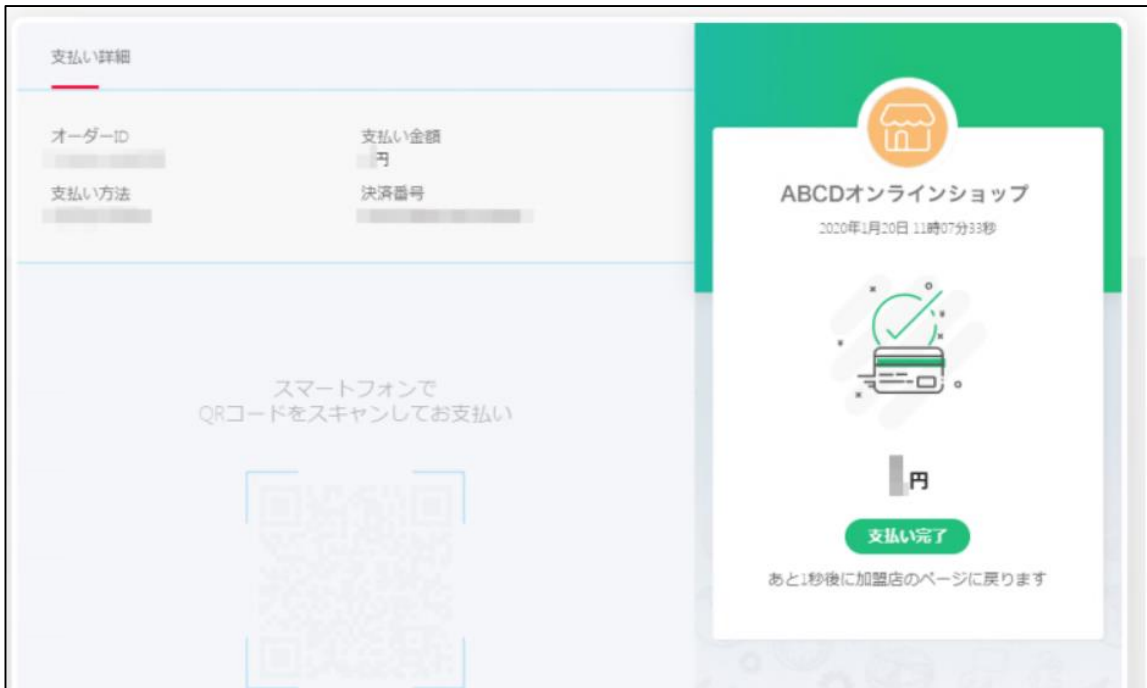 支払い詳細
オーダーID
支払い金額
円
支払い方法
決済番号
スマートフォンで
QRコードをスキャンしてお支払い
ABCDオンラインショップ
2020年1月20日 11時07分33秒
円
支払い完了
あと1秒後に加盟店のページに戻ります